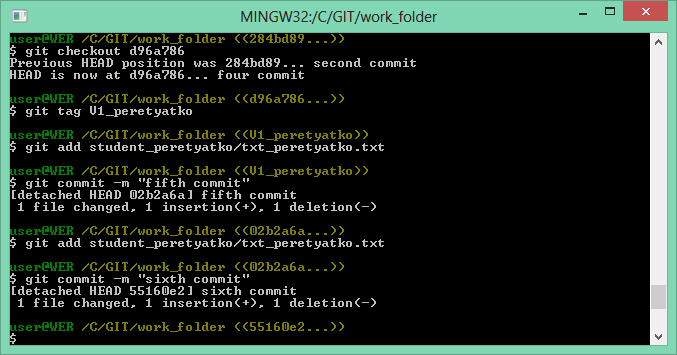 MINGW32:/C/GIT/work_folder
user@WER /C/GIT/work_folder ((284bd89...))
$ git checkout d96a786
Previous HEAD position was 284bd89... second commit
HEAD is now at d96a786... four commit
user@WER /C/GIT/work_folder ((d96a786...))
$ git tag V1_peretyatko
user@WER /C/GIT/work_folder ((V1_peretyatko))
$ git add student_peretyatko/txt_peretyatko.txt
user@WER /C/GIT/work_folder ((V1_peretyatko))
$ git commit -m "fifth commit"
[detached HEAD 02b2a6a] fifth commit
 1 file changed, 1 insertion(+), 1 deletion(-)
user@WER /C/GIT/work_folder ((02b2a6a...))
$ git add student_peretyatko/txt_peretyatko.txt
user@WER /C/GIT/work_folder ((02b2a6a...))
$ git commit -m "sixth commit"
[detached HEAD 55160e2] sixth commit
 1 file changed, 1 insertion(+), 1 deletion(-)
user@WER /C/GIT/work_folder ((55160e2...))
$